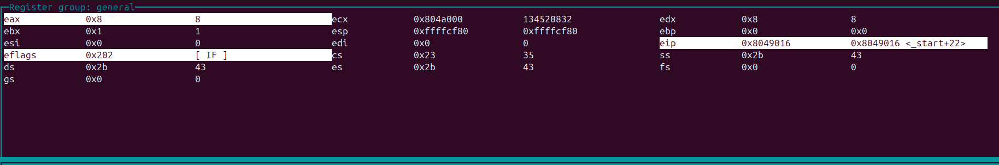 Register group: general
eax 0x8 8 ecx 0x804a000 134520832 edx 0x8 8
ebx 0x1 1 esp 0xffffcf80 0xffffcf80 ebp 0x0 0x0
esi 0x0 0 edi 0x0 0 eip 0x8049016 0x8049016 <_start+22>
eflags 0x202 [ IF ] cs 0x23 35 ss 0x2b 43
ds 0x2b 43 es 0x2b 43 fs 0x0 0
gs 0x0 0